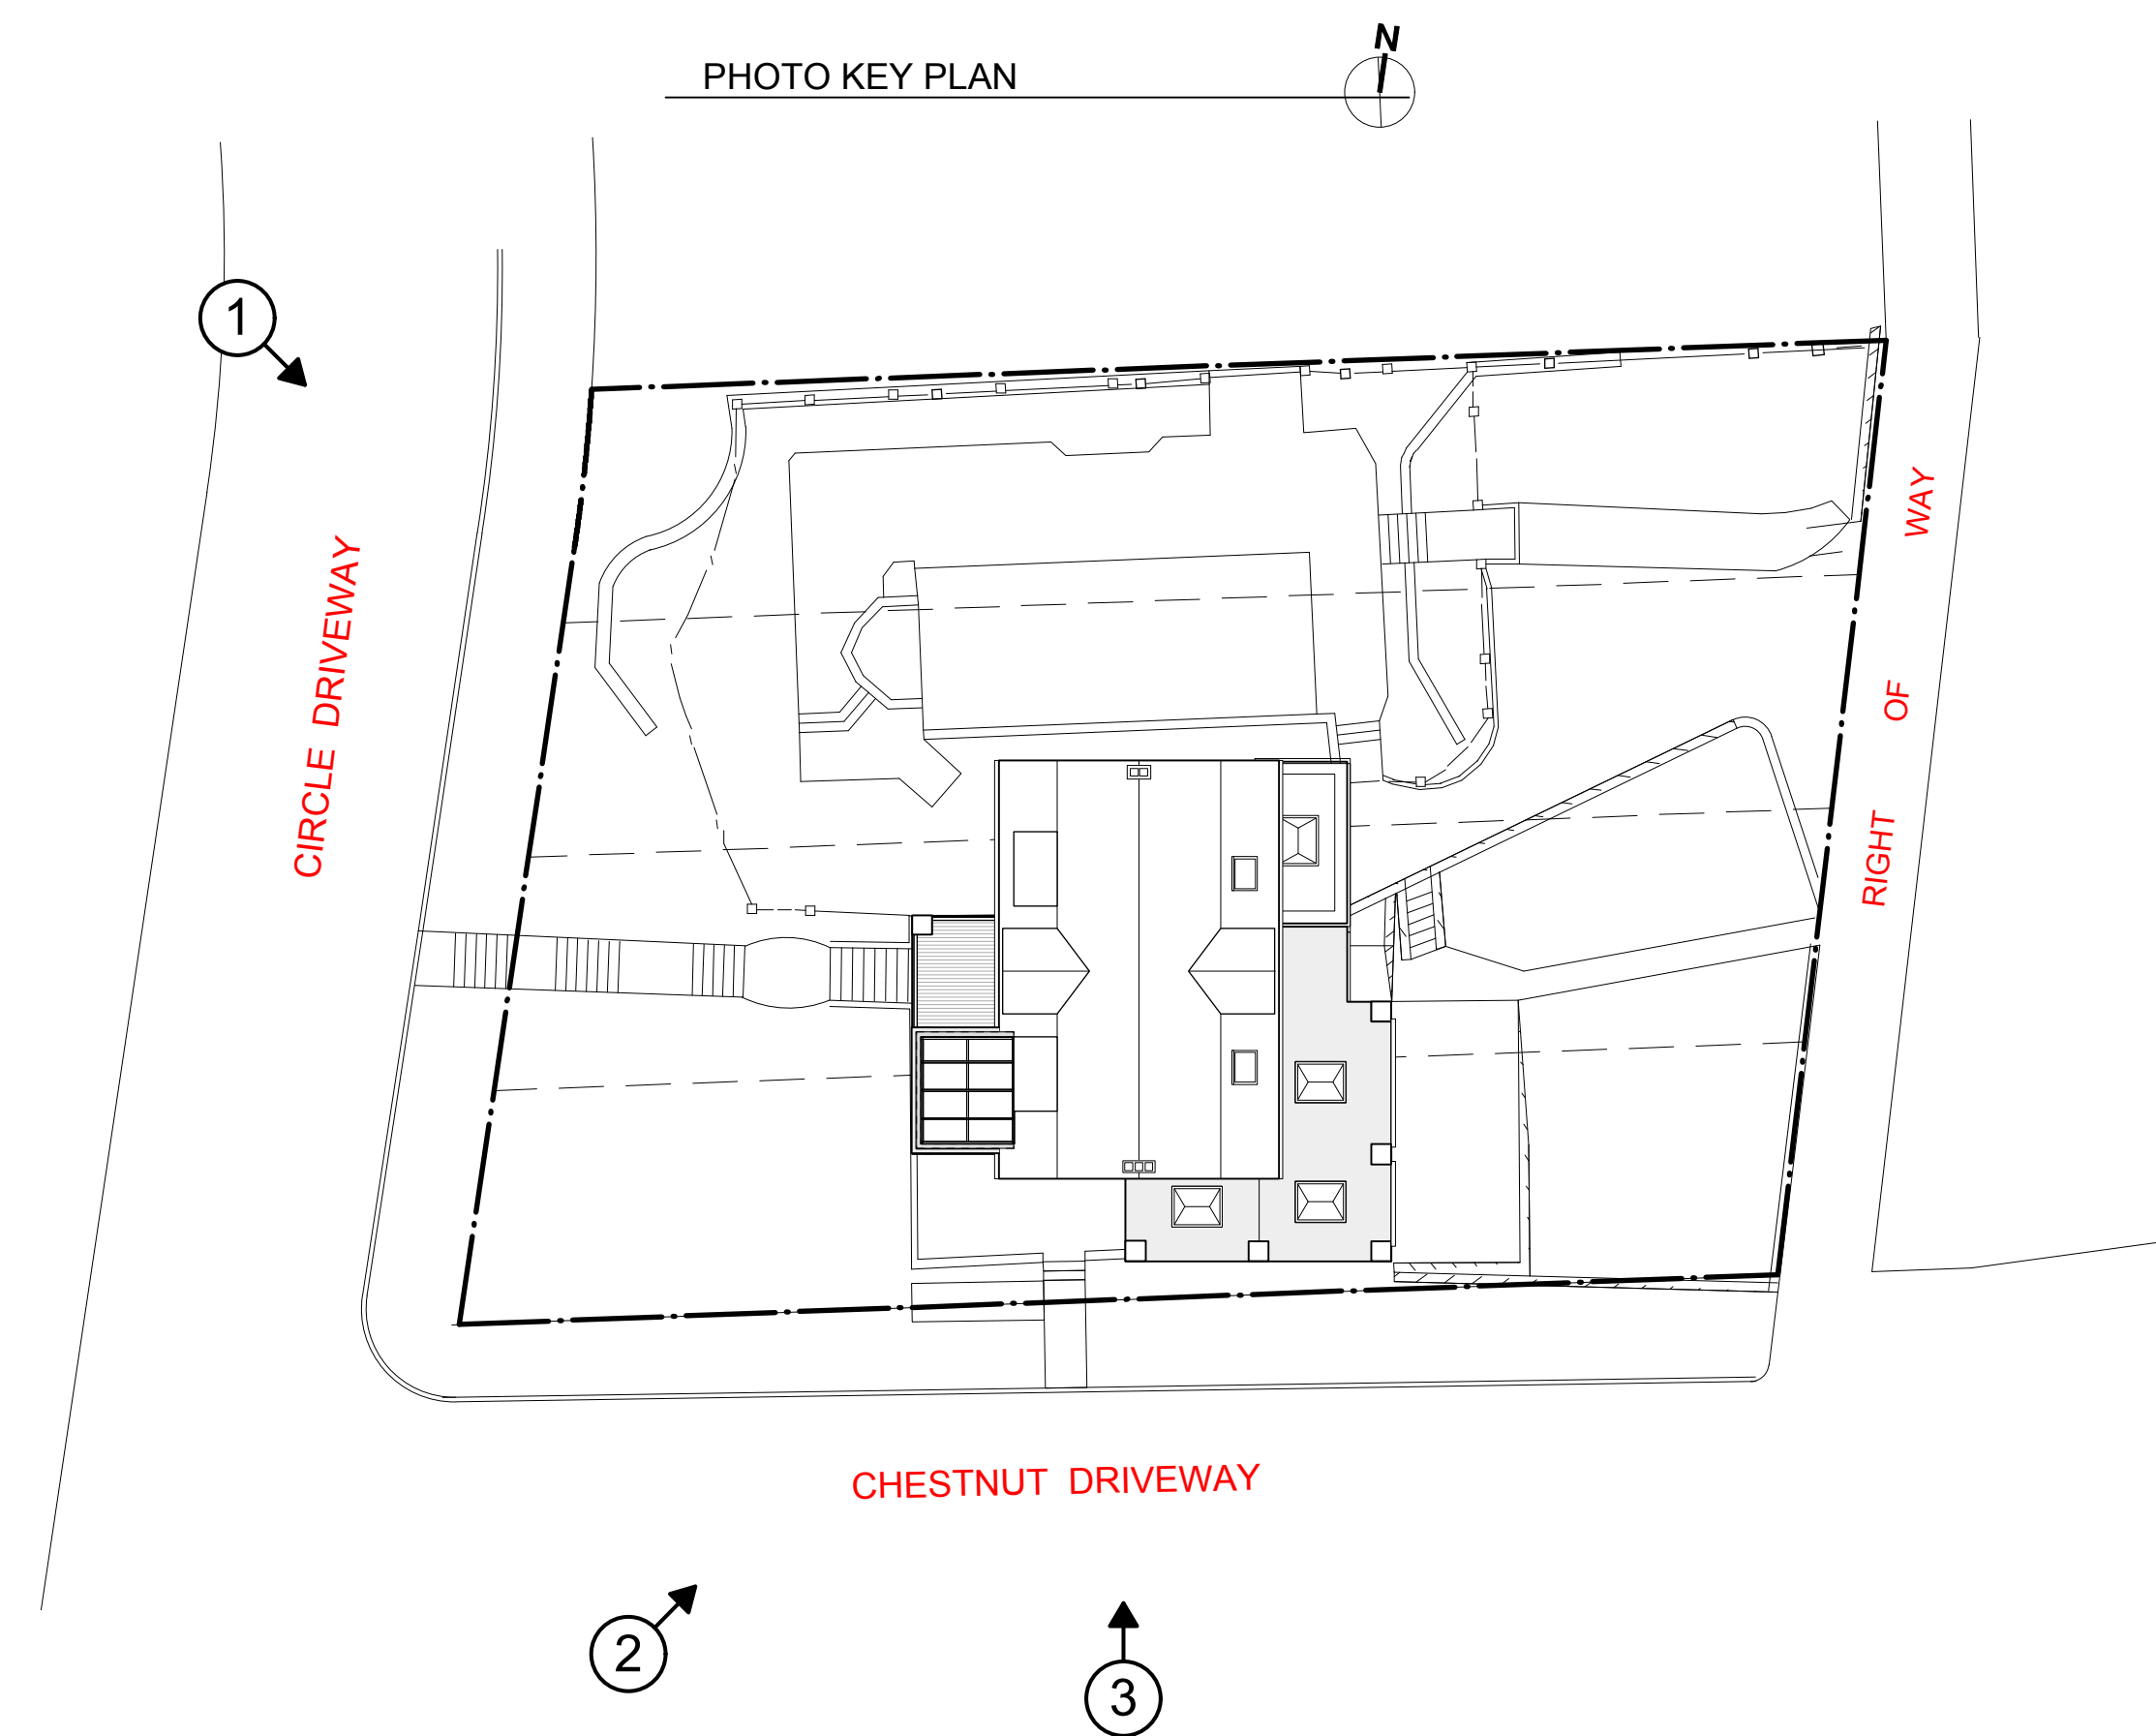 N
PHOTO KEY PLAN
1
CIRCLE DRIVEWAY
RIGHT OF WAY
CHESTNUT DRIVEWAY
2
3